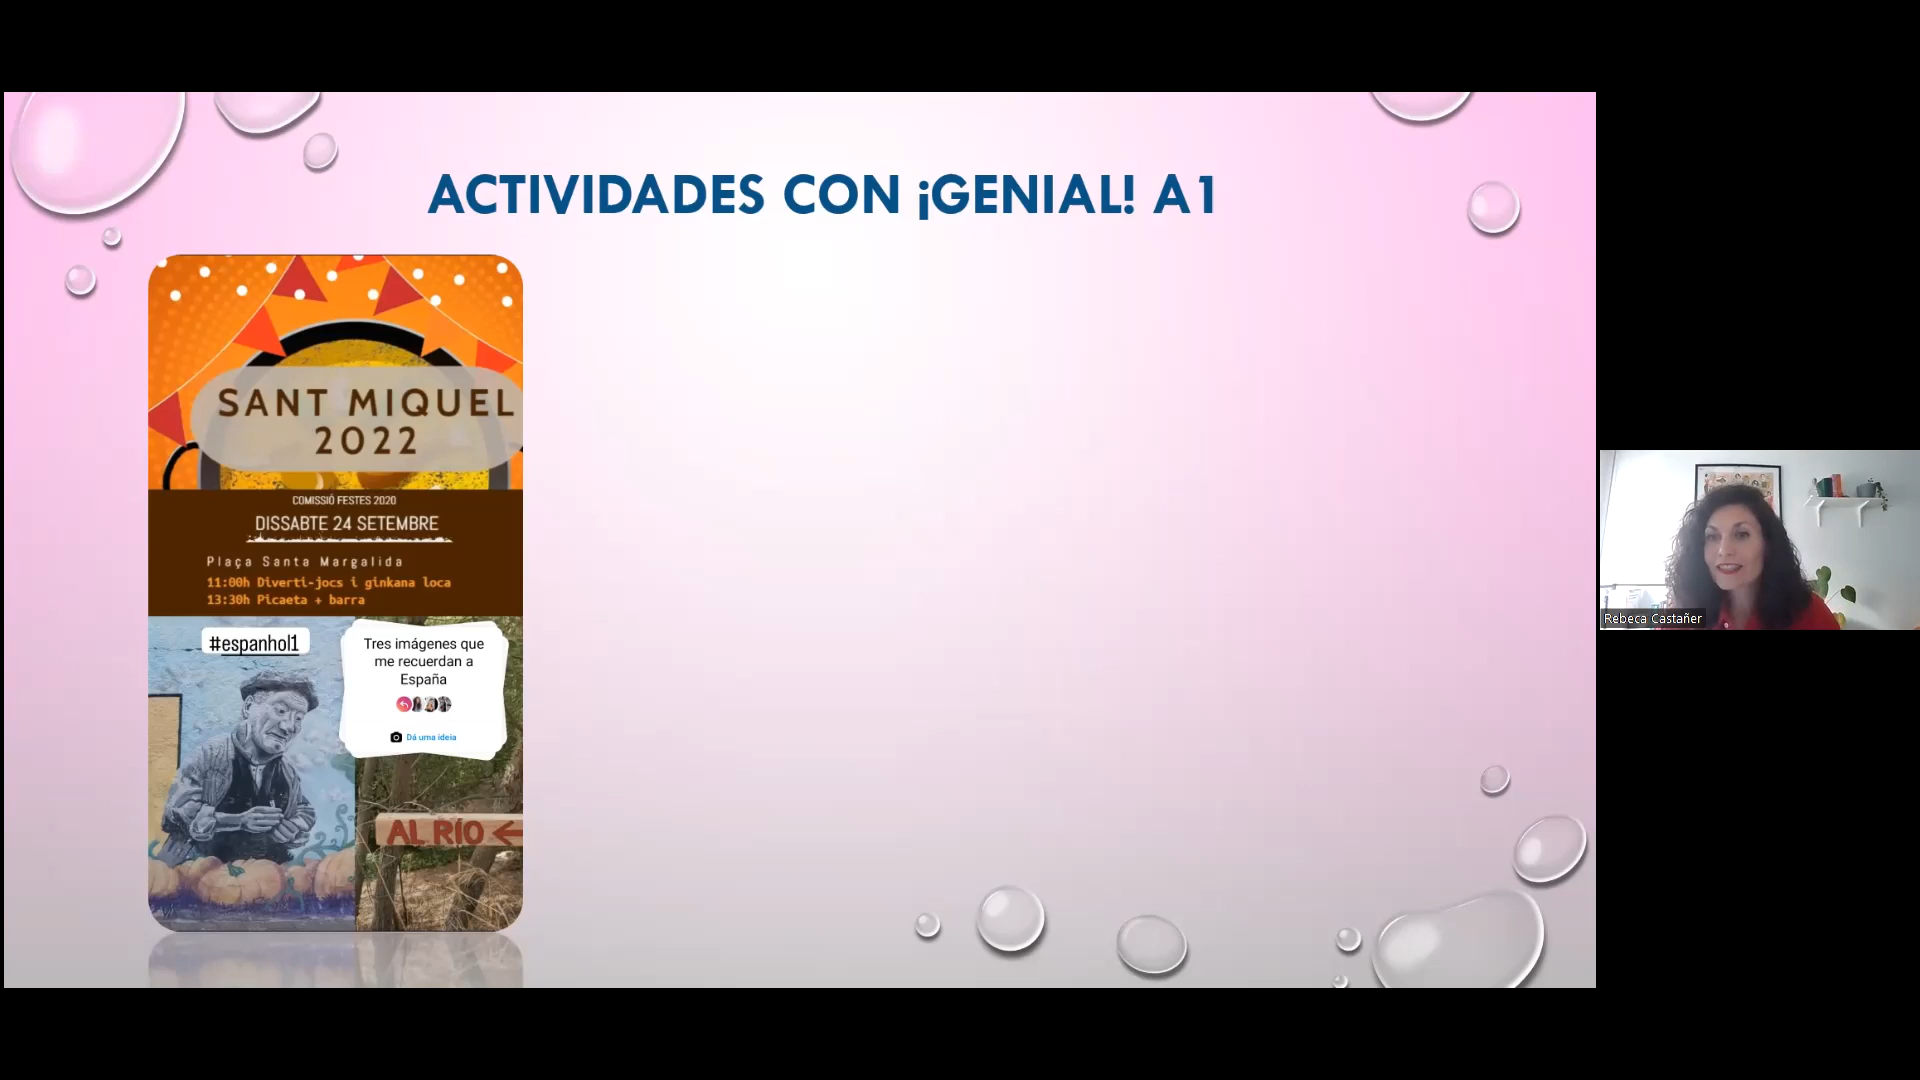 ACTIVIDADES CON ¡GENIAL! A1
SANT MIQUEL
2022
COMISSIÓ FESTES 2020
DISSABTE 24 SETEMBRE
Plaça Santa Margalida
11:00h Diverti-jocs i ginkana loca
13:30h Picaeta + barra
#espanhol1
Tres imágenes que
me recuerdan a
España
Dá uma ideia
AL RÍO
Rebeca Castañer